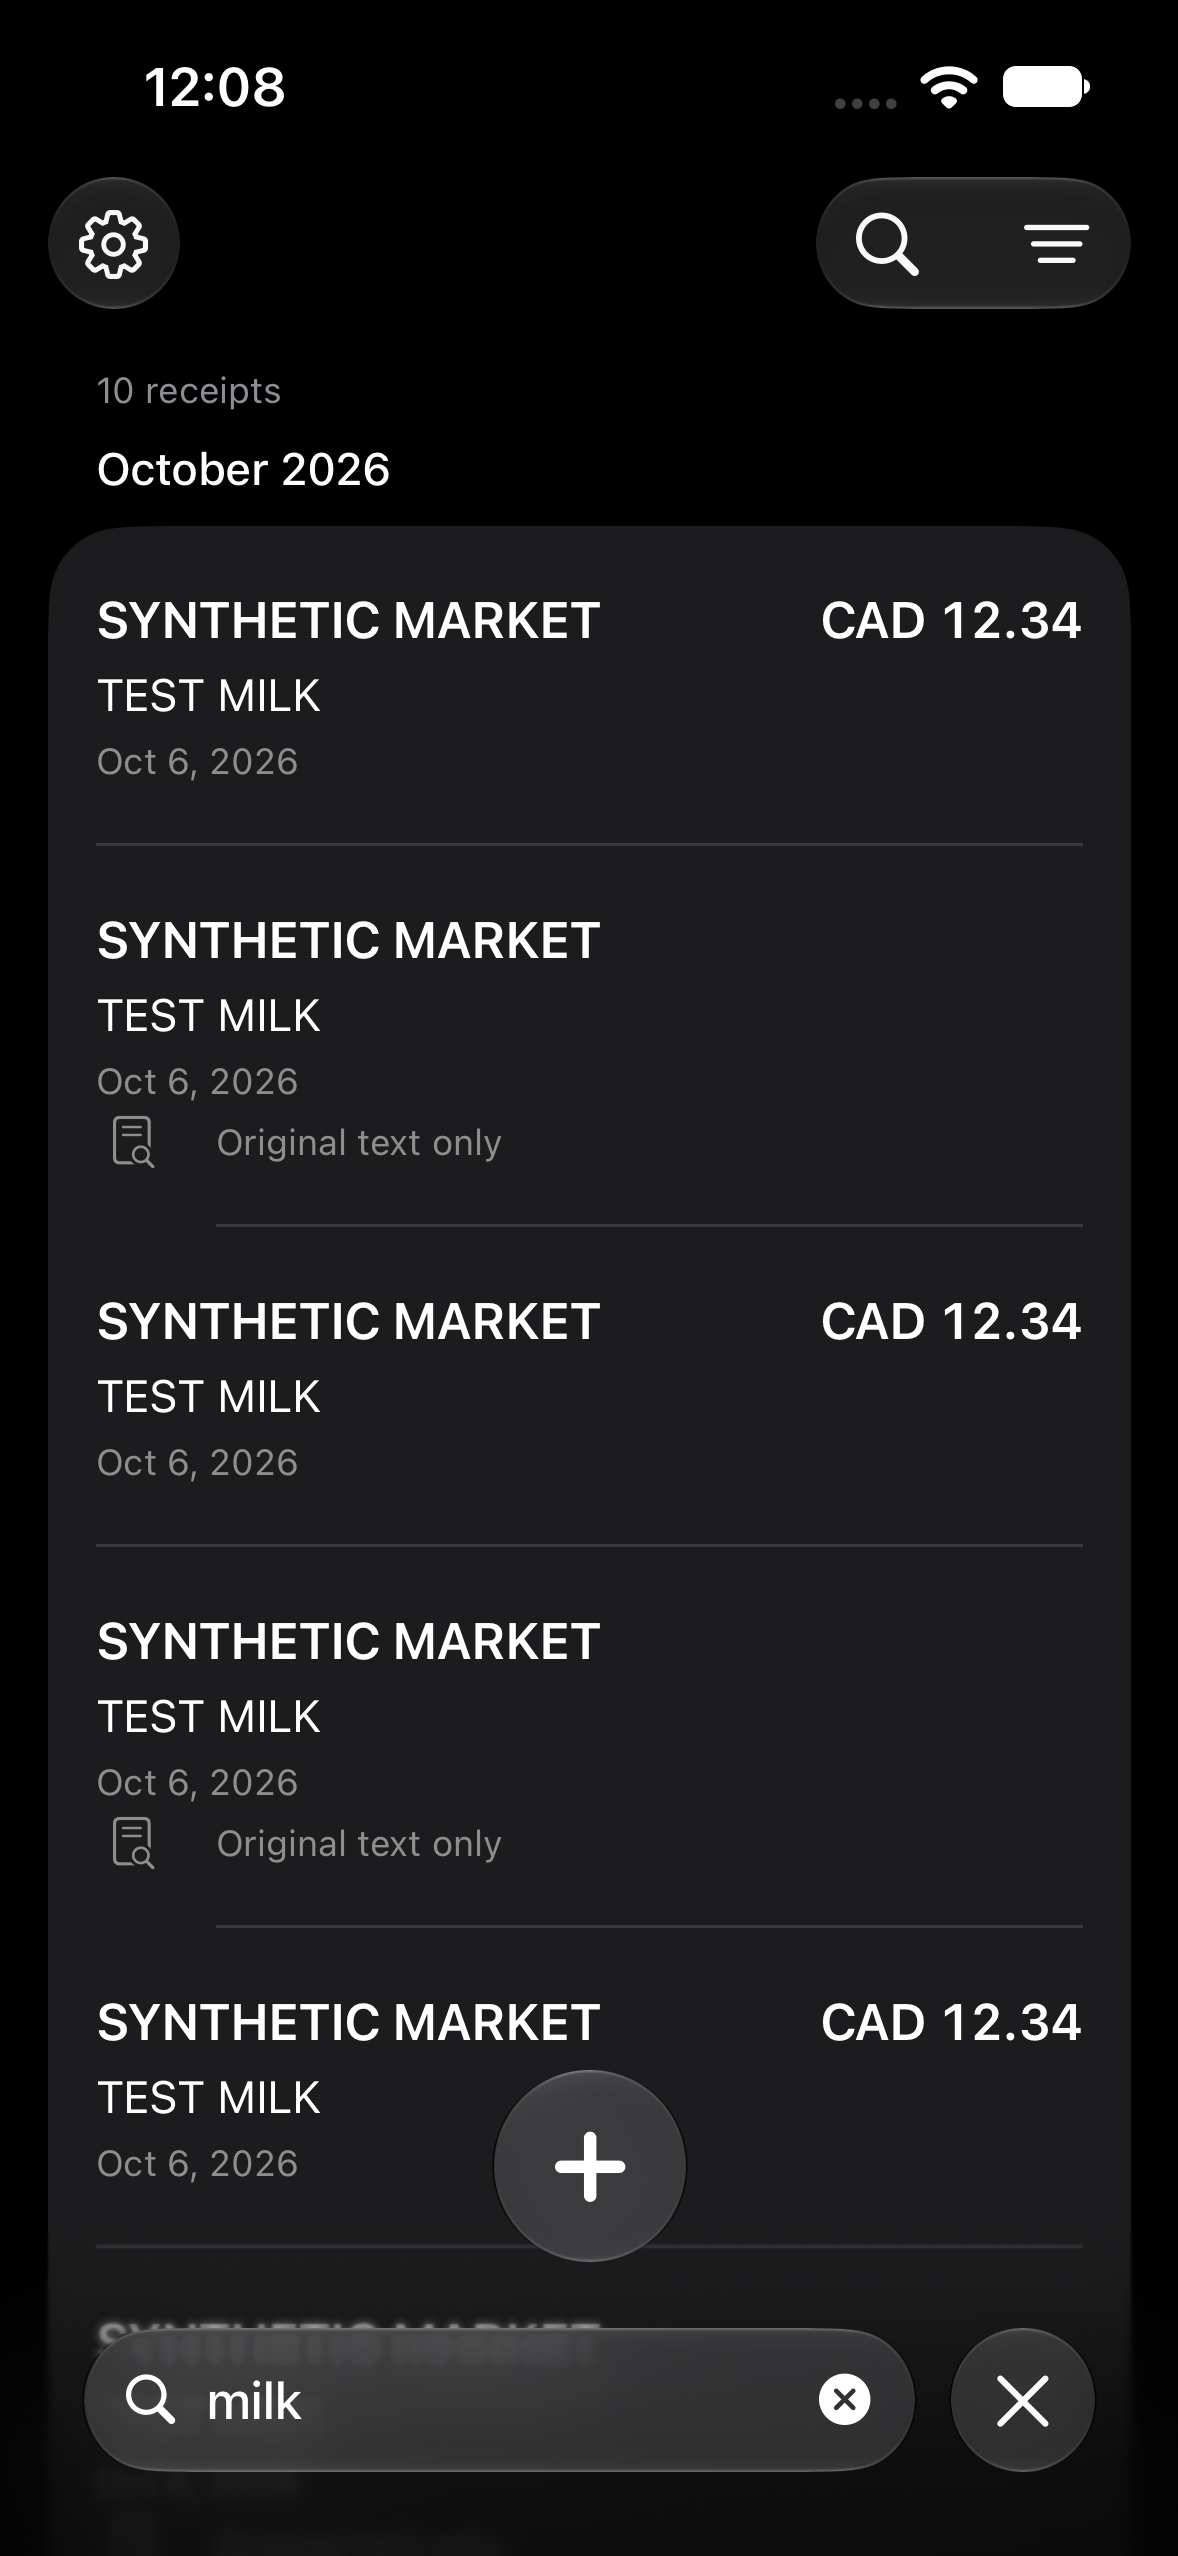 12:08
10 receipts
October 2026
SYNTHETIC MARKET CAD 12.34
TEST MILK
Oct 6, 2026
SYNTHETIC MARKET
TEST MILK
Oct 6, 2026
Original text only
SYNTHETIC MARKET CAD 12.34
TEST MILK
Oct 6, 2026
SYNTHETIC MARKET
TEST MILK
Oct 6, 2026
Original text only
SYNTHETIC MARKET CAD 12.34
TEST MILK
Oct 6, 2026
milk